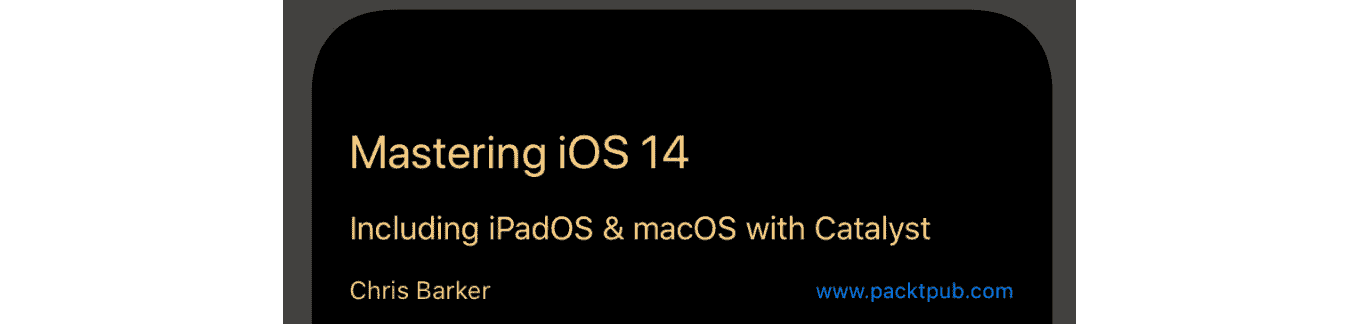 Mastering iOS 14
Including iPadOS & macOS with Catalyst
Chris Barker www.packtpub.com